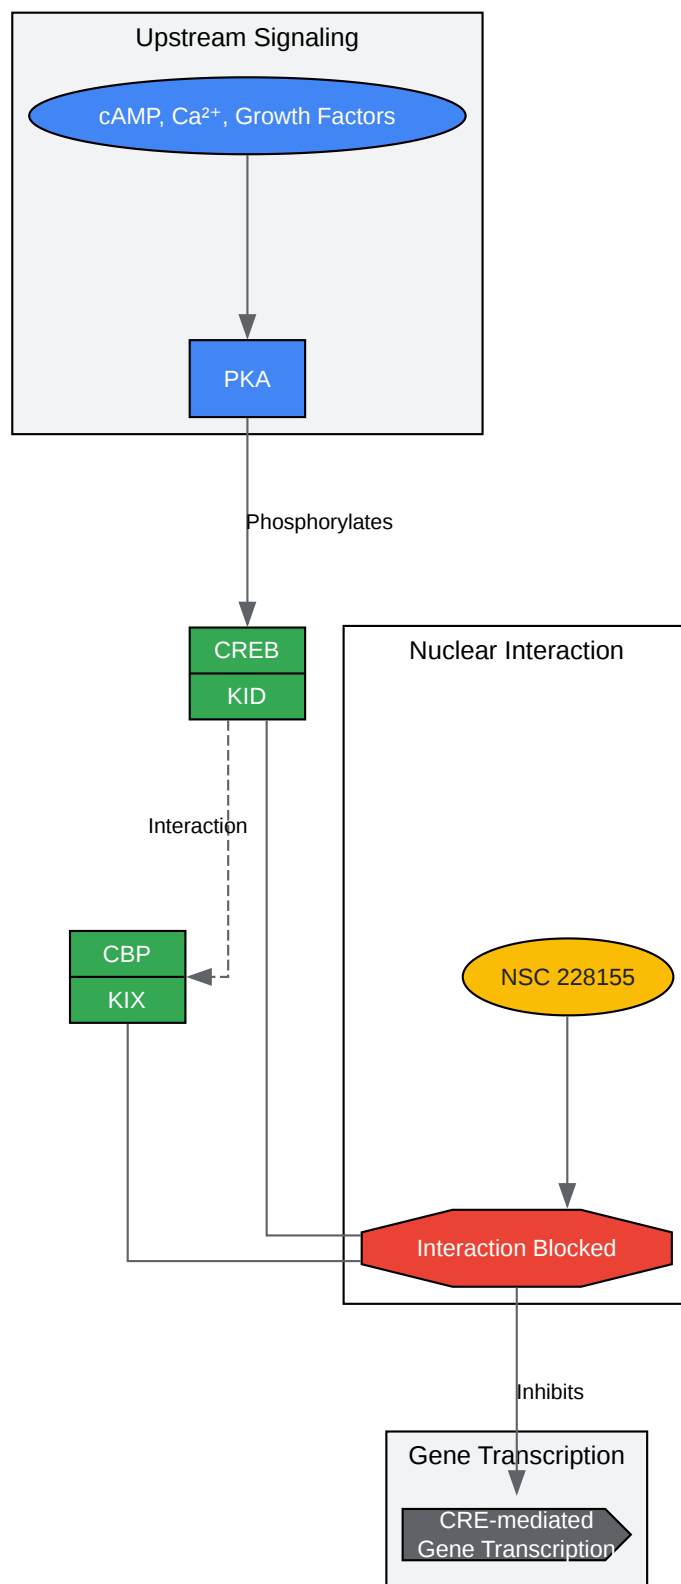 Upstream Signaling
cAMP, Ca²⁺, Growth Factors
PKA
Phosphorylates
CREB
KID
Nuclear Interaction
Interaction
CBP
KIX
NSC 228155
Interaction Blocked
Inhibits
Gene Transcription
CRE-mediated
Gene Transcription